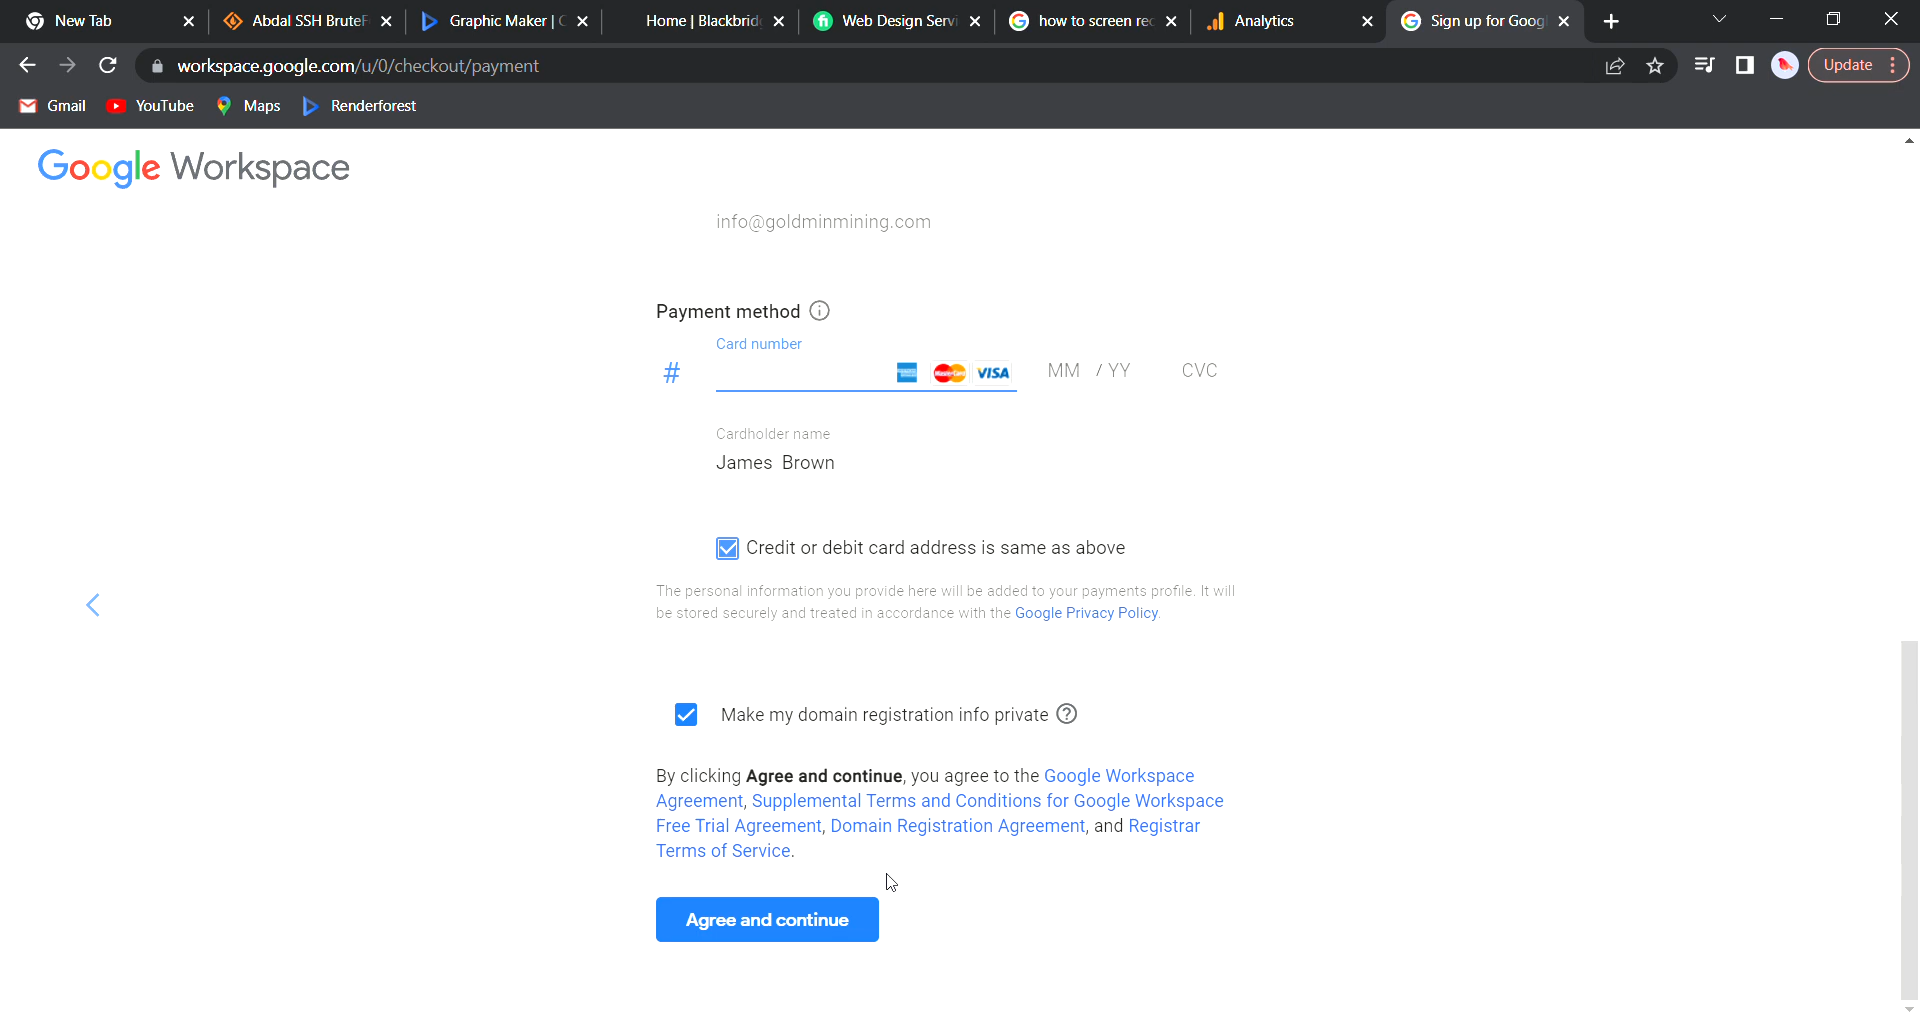 New Tab
Abdal SSH BruteF
Graphic Maker | C
Home | Blackbrid
Web Design Servi
how to screen rec
Analytics
Sign up for Googl
workspace.google.com/u/0/checkout/payment
Update
Gmail
YouTube
Maps
Renderforest
Google Workspace
info@goldminmining.com
Payment method
Card number
#
MasterCard
VISA
MM / YY
CVC
Cardholder name
James Brown
Credit or debit card address is same as above
The personal information you provide here will be added to your payments profile. It will
be stored securely and treated in accordance with the Google Privacy Policy.
Make my domain registration info private
By clicking Agree and continue, you agree to the Google Workspace
Agreement, Supplemental Terms and Conditions for Google Workspace
Free Trial Agreement, Domain Registration Agreement, and Registrar
Terms of Service.
Agree and continue